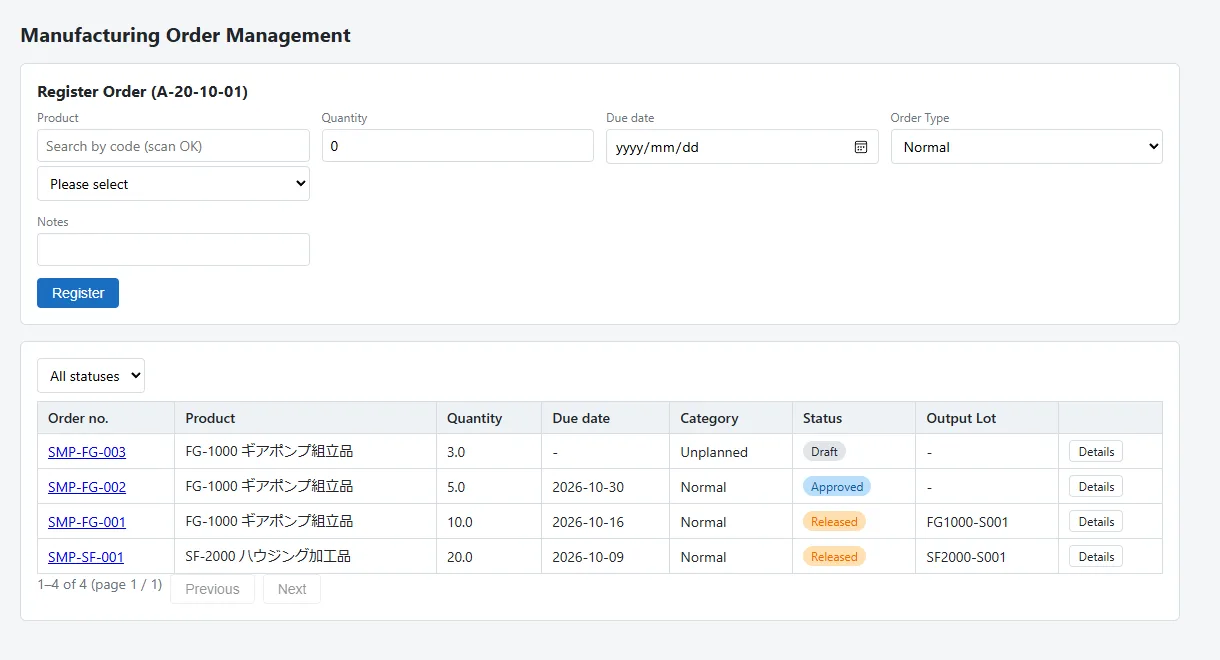 Manufacturing Order Management
Register Order (A-20-10-01)
Product Quantity Due date Order Type
Search by code (scan OK) 0 yyyy/mm/dd Normal
Please select
Notes
Register
All statuses
Order no. Product Quantity Due date Category Status Output Lot
SMP-FG-003 FG-1000 ギアポンプ組立品 3.0 - Unplanned Draft - Details
SMP-FG-002 FG-1000 ギアポンプ組立品 5.0 2026-10-30 Normal Approved - Details
SMP-FG-001 FG-1000 ギアポンプ組立品 10.0 2026-10-16 Normal Released FG1000-S001 Details
SMP-SF-001 SF-2000 ハウジング加工品 20.0 2026-10-09 Normal Released SF2000-S001 Details
1–4 of 4 (page 1 / 1) Previous Next